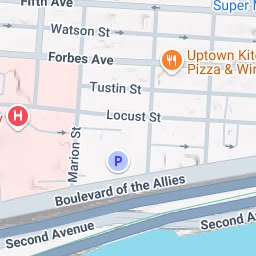 Fifth Ave
Super M
Watson St
Forbes Ave
Uptown Kit
Pizza & Win
Tustin St
Locust St
H
Marion St
P
Boulevard of the Allies
Second Avenue
Second Av